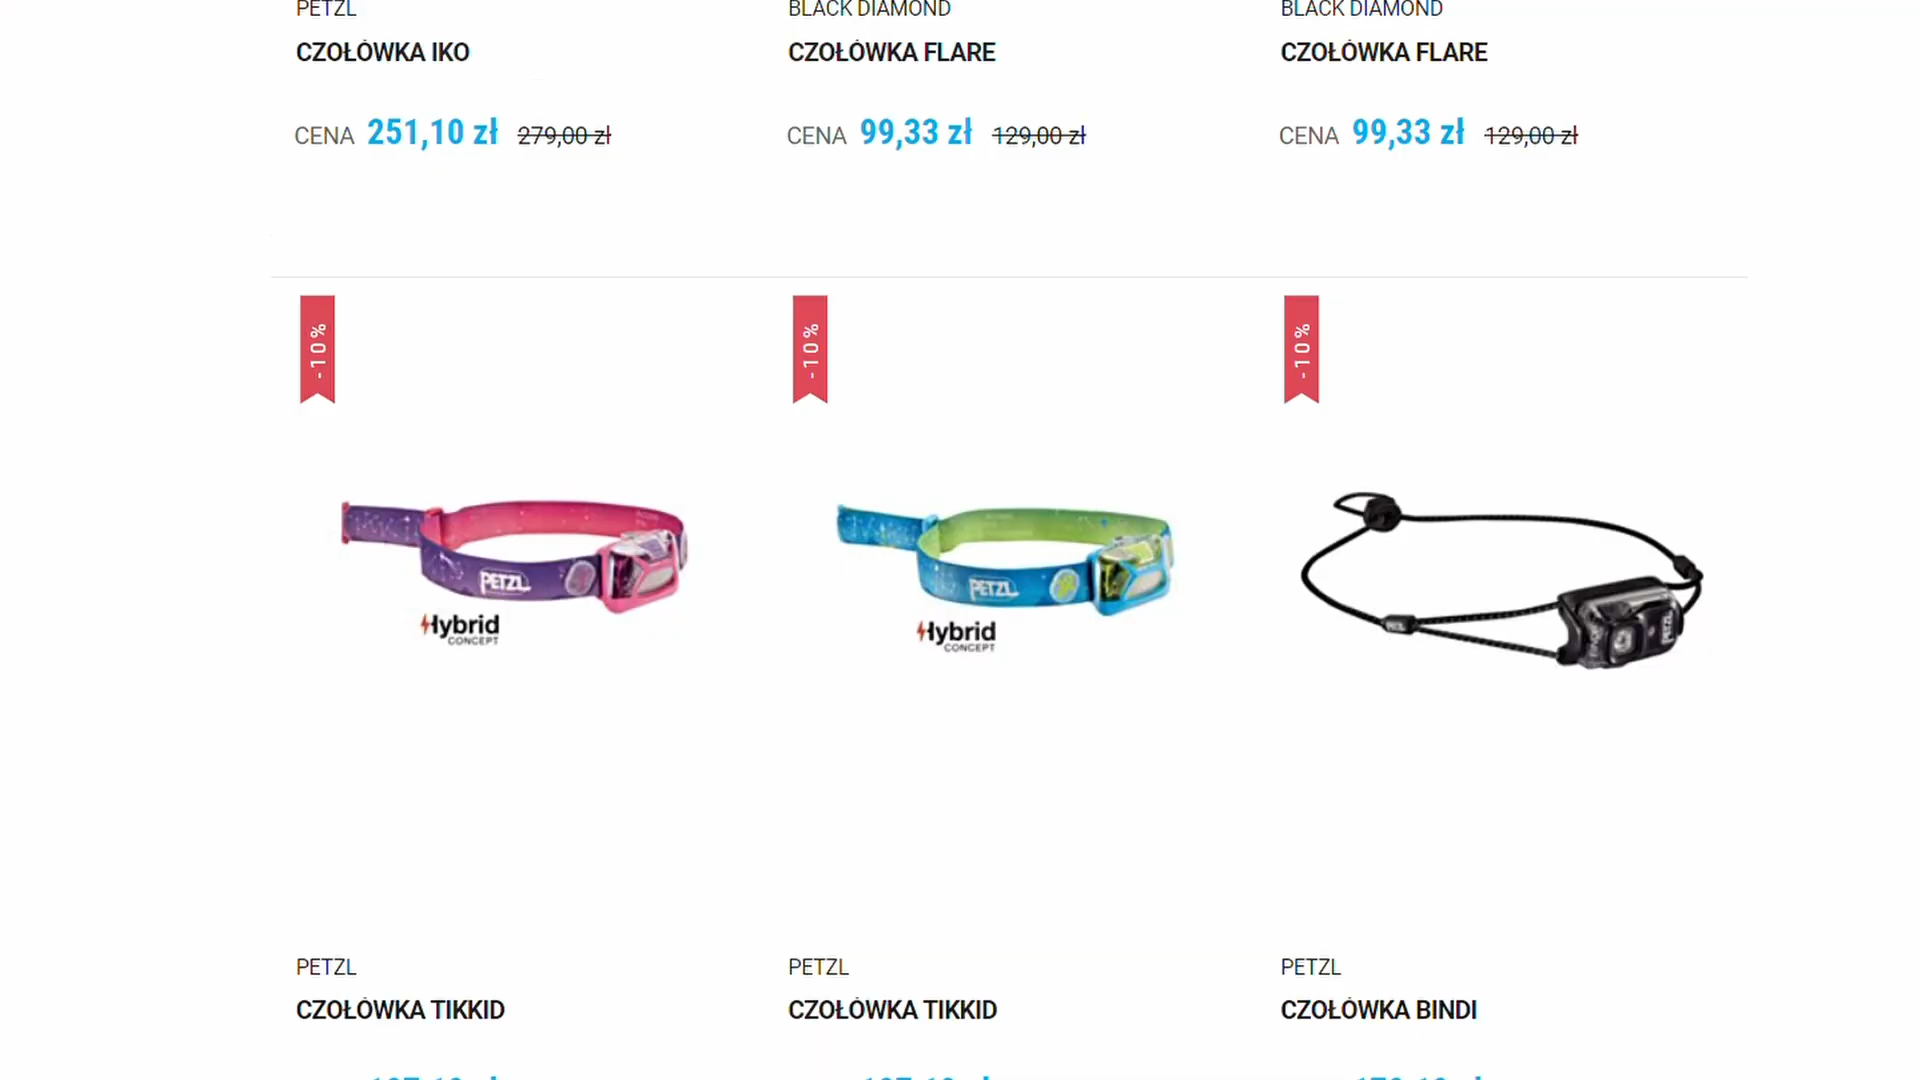 PETZL
CZOŁÓWKA IKO
CENA 251,10 zł 279,00 zł
BLACK DIAMOND
CZOŁÓWKA FLARE
CENA 99,33 zł 129,00 zł
BLACK DIAMOND
CZOŁÓWKA FLARE
CENA 99,33 zł 129,00 zł
-10%
PETZL
Hybrid
CONCEPT
PETZL
CZOŁÓWKA TIKKID
-10%
PETZL
Hybrid
CONCEPT
PETZL
CZOŁÓWKA TIKKID
-10%
PETZL
PETZL
PETZL
CZOŁÓWKA BINDI